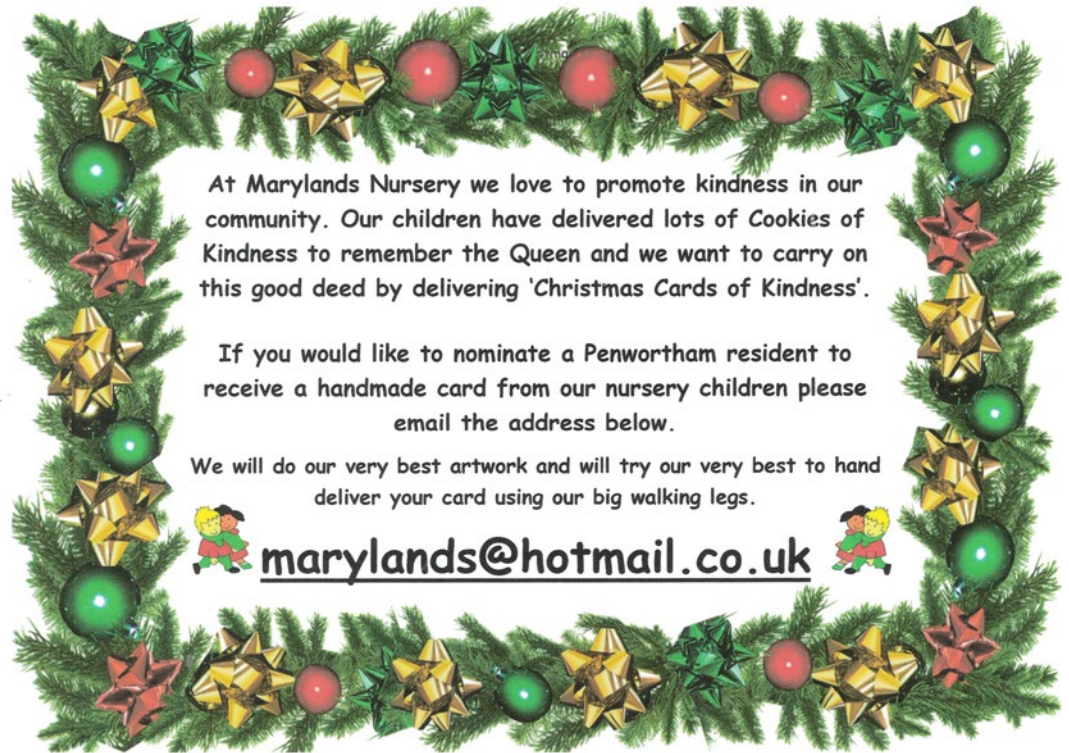 At Marylands Nursery we love to promote kindness in our
community. Our children have delivered lots of Cookies of
Kindness to remember the Queen and we want to carry on
this good deed by delivering 'Christmas Cards of Kindness'.
If you would like to nominate a Penwortham resident to
receive a handmade card from our nursery children please
email the address below.
We will do our very best artwork and will try our very best to hand
deliver your card using our big walking legs.
marylands@hotmail.co.uk